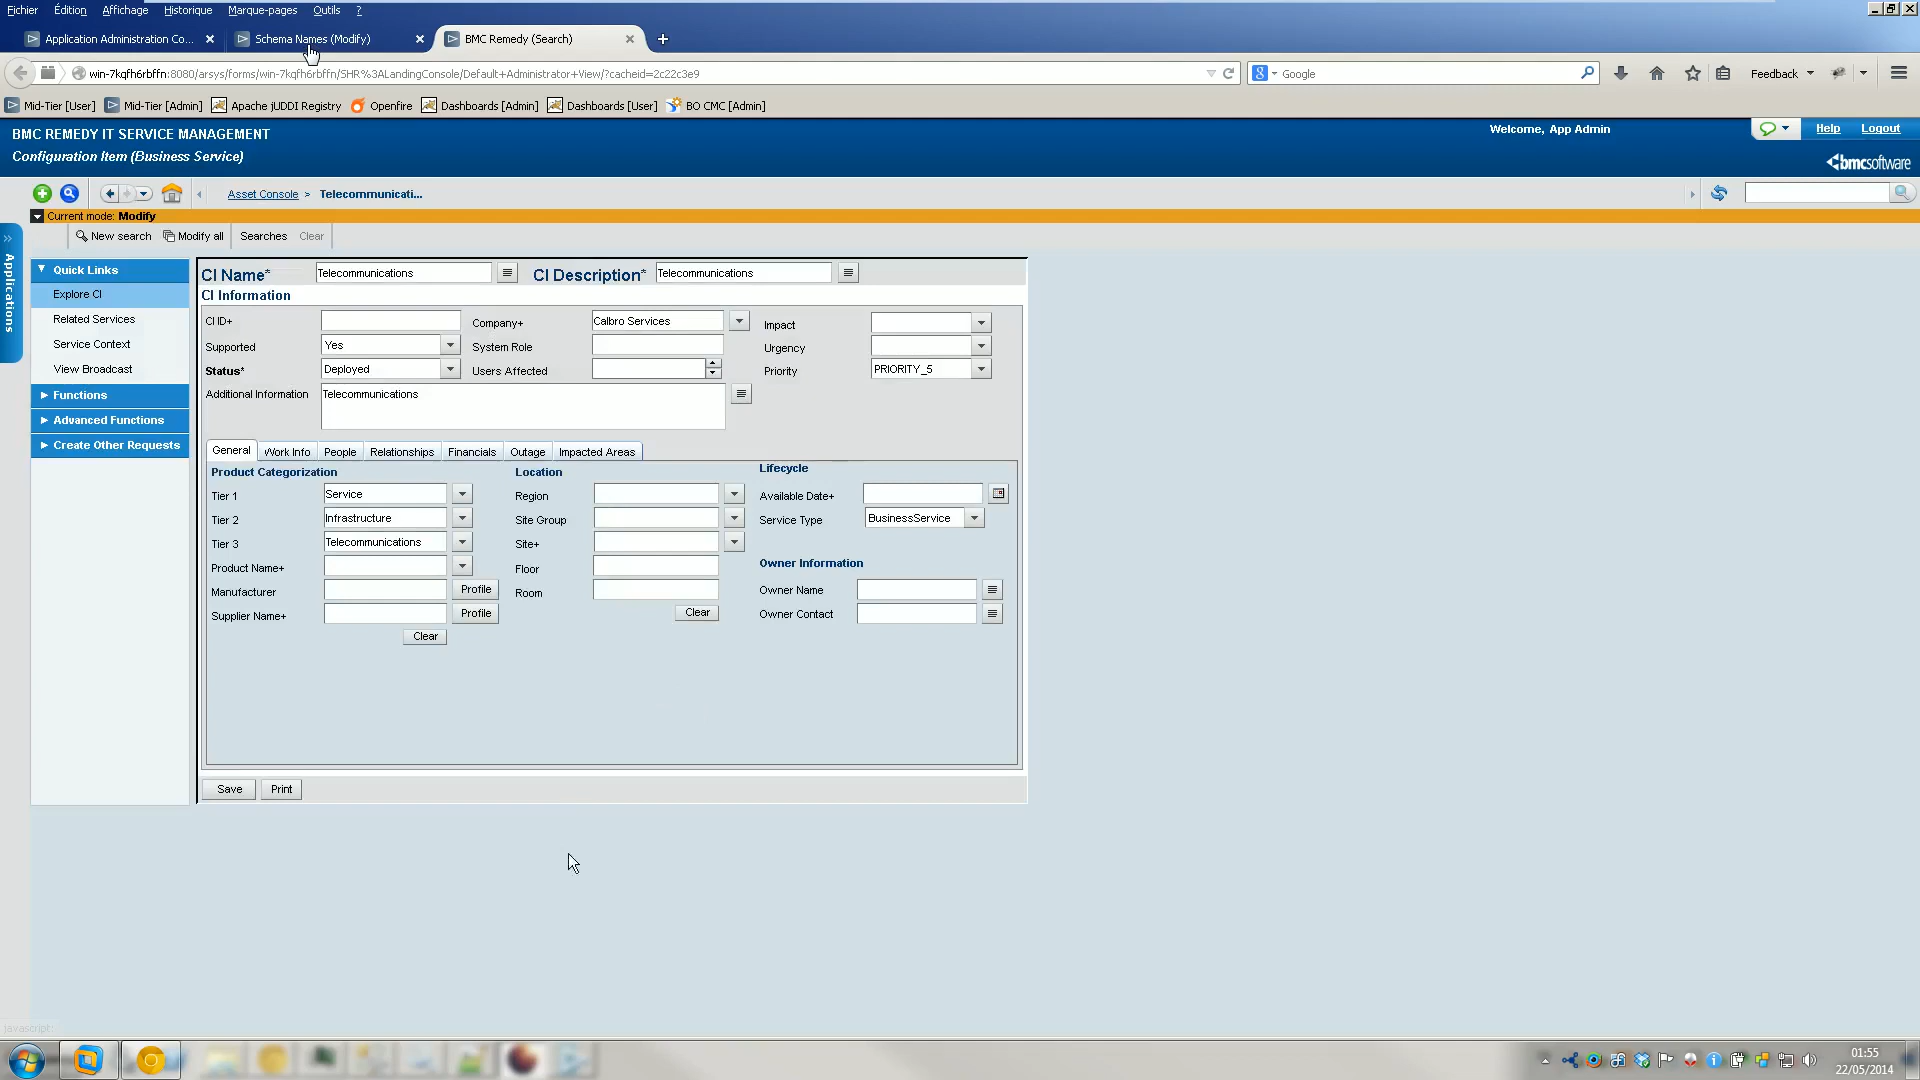 Fichier Édition Affichage Historique Marque-pages Outils ?
Application Administration Co... Schema Names (Modify) BMC Remedy (Search)
win-7kqfh6rbffn:8080/arsys/forms/win-7kqfh6rbffn/SHR%3ALandingConsole/Default+Administrator+View/?cacheid=2c22c3e9 Google Feedback
Mid-Tier [User] Mid-Tier [Admin] Apache jUDDI Registry Openfire Dashboards [Admin] Dashboards [User] BO CMC [Admin]
BMC REMEDY IT SERVICE MANAGEMENT Welcome, App Admin Help Logout
Configuration Item (Business Service) bmcsoftware
Asset Console > Telecommunicati...
Current mode: Modify
New search Modify all Searches Clear
Applications
Quick Links
Explore CI
Related Services
Service Context
View Broadcast
Functions
Advanced Functions
Create Other Requests
CI Name* Telecommunications CI Description* Telecommunications
CI Information
CI ID+ Company+ Calbro Services Impact
Supported Yes System Role Urgency
Status* Deployed Users Affected Priority PRIORITY_5
Additional Information Telecommunications
General Work Info People Relationships Financials Outage Impacted Areas
Product Categorization Location Lifecycle
Tier 1 Service Region Available Date+
Tier 2 Infrastructure Site Group Service Type BusinessService
Tier 3 Telecommunications Site+
Product Name+ Floor Owner Information
Manufacturer Profile Room Owner Name
Supplier Name+ Profile Clear Owner Contact
Clear
Save Print
javascript:
01:55
22/05/2014